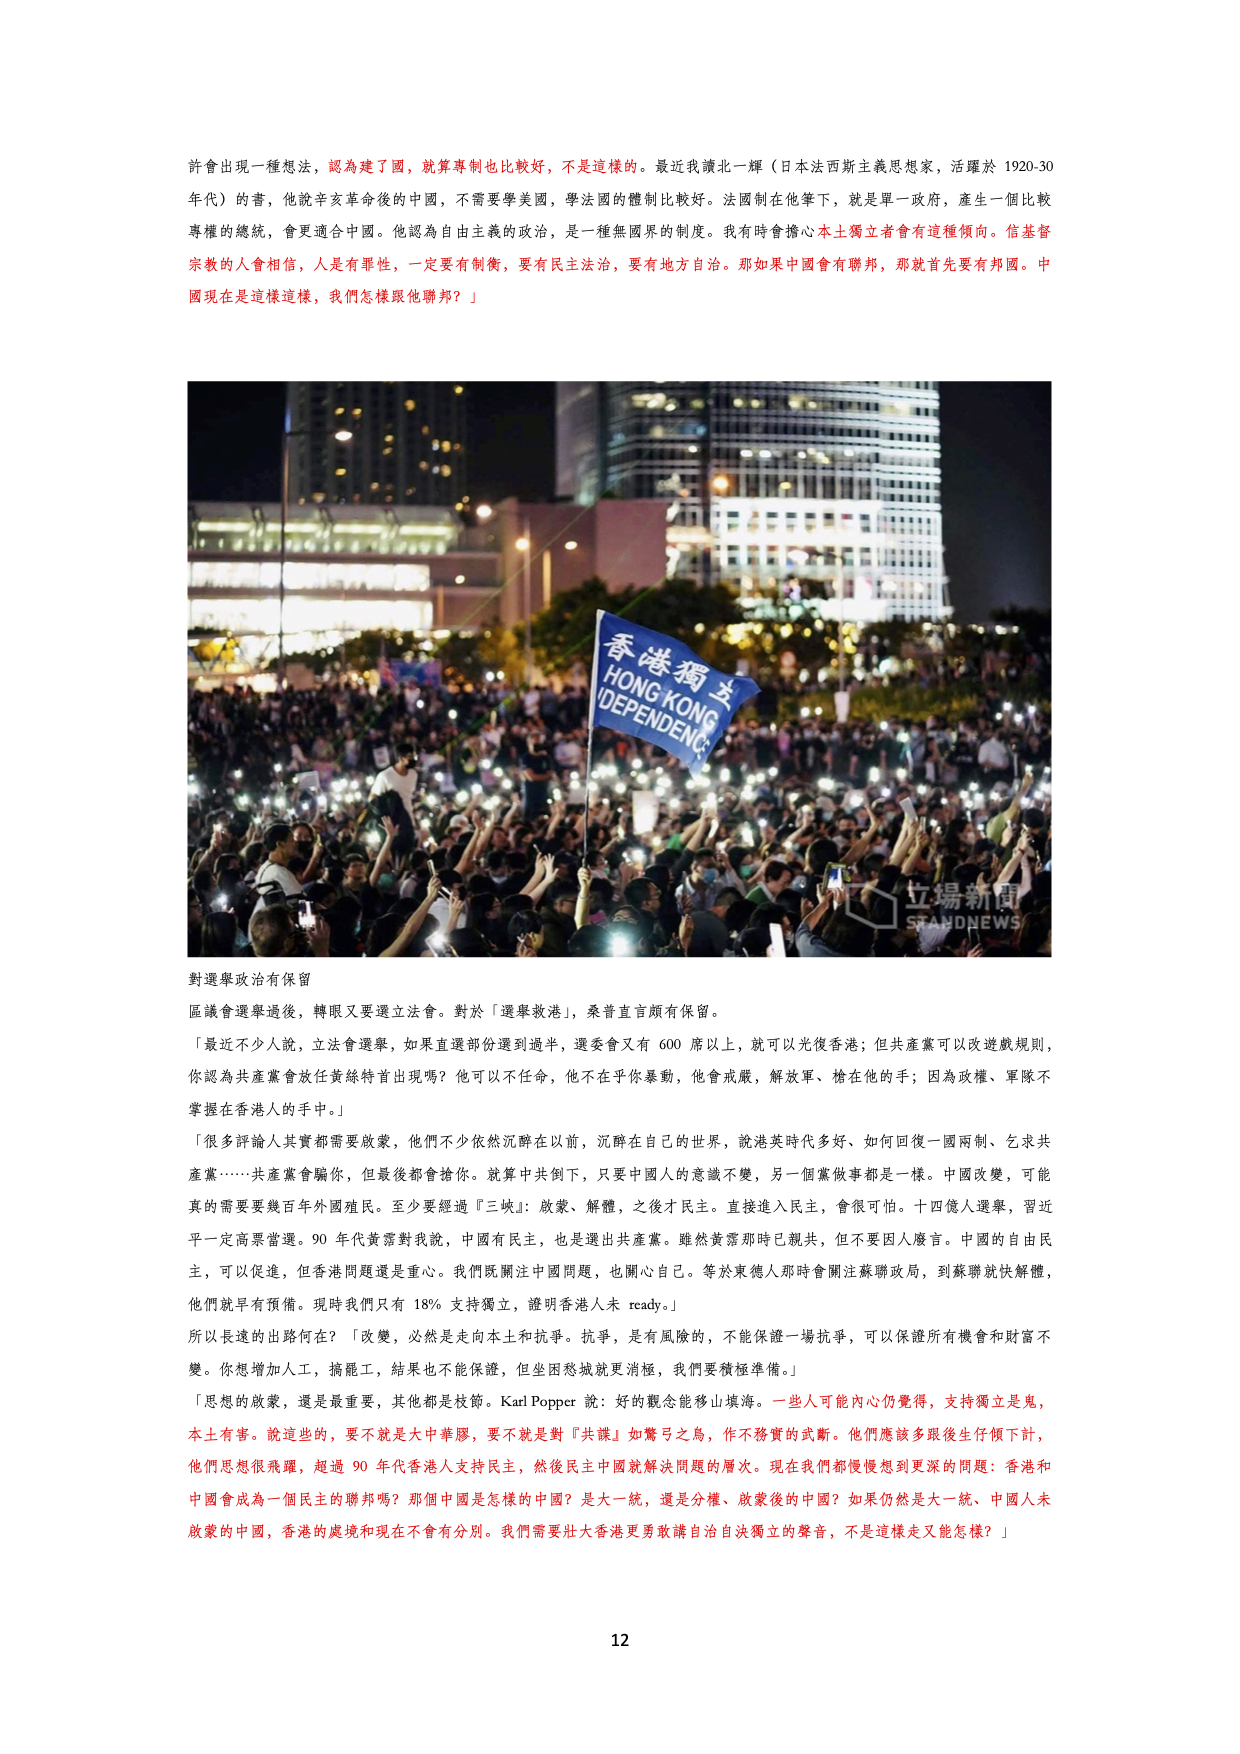 許會出現一種想法，認為建了國，就算專制也比較好，不是這樣的。最近我讀北一輝（日本法西斯主義思想家，活躍於 1920-30
年代）的書，他說辛亥革命後的中國，不需要學美國，學法國的體制比較好。法國制在他筆下，就是單一政府，產生一個比較
專權的總統，會更適合中國。他認為自由主義的政治，是一種無國界的制度。我有時會擔心本土獨立者會有這種傾向。信基督
宗教的人會相信，人是有罪性，一定要有制衡，要有民主法治，要有地方自治。那如果中國會有聯邦，那就首先要有邦國。中
國現在是這樣這樣，我們怎樣跟他聯邦？」
香港獨立
HONG KONG
IDEPENDENC
立場新聞
STANDNEWS
對選舉政治有保留
區議會選舉過後，轉眼又要選立法會。對於「選舉救港」，桑普直言頗有保留。
「最近不少人說，立法會選舉，如果直選部份選到過半，選委會又有 600 席以上，就可以光復香港；但共產黨可以改遊戲規則，
你認為共產黨會放任黃絲特首出現嗎？他可以不任命，他不在乎你暴動，他會戒嚴，解放軍、槍在他的手；因為政權、軍隊不
掌握在香港人的手中。」
「很多評論人其實都需要啟蒙，他們不少依然沉醉在以前，沉醉在自己的世界，說港英時代多好、如何回復一國兩制、乞求共
產黨⋯⋯共產黨會騙你，但最後都會搶你。就算中共倒下，只要中國人的意識不變，另一個黨做事都是一樣。中國改變，可能
真的需要要幾百年外國殖民。至少要經過『三峽』：啟蒙、解體，之後才民主。直接進入民主，會很可怕。十四億人選舉，習近
平一定高票當選。90 年代黃霑對我說，中國有民主，也是選出共產黨。雖然黃霑那時已親共，但不要因人廢言。中國的自由民
主，可以促進，但香港問題還是重心。我們既關注中國問題，也關心自己。等於東德人那時會關注蘇聯政局，到蘇聯就快解體，
他們就早有預備。現時我們只有 18% 支持獨立，證明香港人未 ready。」
所以長遠的出路何在？「改變，必然是走向本土和抗爭。抗爭，是有風險的，不能保證一場抗爭，可以保證所有機會和財富不
變。你想增加人工，搞罷工，結果也不能保證，但坐困愁城就更消極，我們要積極準備。」
「思想的啟蒙，還是最重要，其他都是枝節。Karl Popper 說：好的觀念能移山填海。一些人可能內心仍覺得，支持獨立是鬼，
本土有害。說這些的，要不就是大中華膠，要不就是對『共諜』如驚弓之鳥，作不務實的武斷。他們應該多跟後生仔傾下計，
他們思想很飛躍，超過 90 年代香港人支持民主，然後民主中國就解決問題的層次。現在我們都慢慢想到更深的問題：香港和
中國會成為一個民主的聯邦嗎？那個中國是怎樣的中國？是大一統，還是分權、啟蒙後的中國？如果仍然是大一統、中國人未
啟蒙的中國，香港的處境和現在不會有分別。我們需要壯大香港更勇敢講自治自決獨立的聲音，不是這樣走又能怎樣？」
12